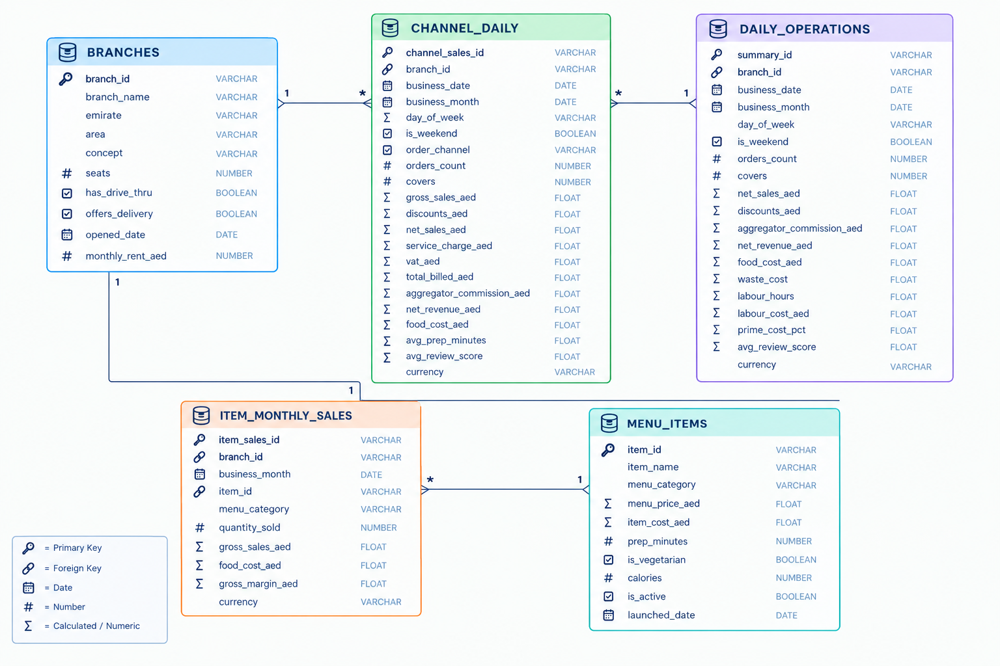 BRANCHES
branch_id VARCHAR
branch_name VARCHAR
emirate VARCHAR
area VARCHAR
concept VARCHAR
# seats NUMBER
has_drive_thru BOOLEAN
offers_delivery BOOLEAN
opened_date DATE
# monthly_rent_aed NUMBER
1 *
CHANNEL_DAILY
channel_sales_id VARCHAR
branch_id VARCHAR
business_date DATE
business_month DATE
Σ day_of_week VARCHAR
is_weekend BOOLEAN
order_channel VARCHAR
# orders_count NUMBER
# covers NUMBER
Σ gross_sales_aed FLOAT
Σ discounts_aed FLOAT
Σ net_sales_aed FLOAT
Σ service_charge_aed FLOAT
Σ vat_aed FLOAT
Σ total_billed_aed FLOAT
Σ aggregator_commission_aed FLOAT
Σ net_revenue_aed FLOAT
Σ food_cost_aed FLOAT
Σ avg_prep_minutes FLOAT
Σ avg_review_score FLOAT
currency VARCHAR
* 1
DAILY_OPERATIONS
summary_id VARCHAR
branch_id VARCHAR
business_date DATE
business_month DATE
day_of_week VARCHAR
is_weekend BOOLEAN
# orders_count NUMBER
# covers NUMBER
Σ net_sales_aed FLOAT
Σ discounts_aed FLOAT
Σ aggregator_commission_aed FLOAT
Σ net_revenue_aed FLOAT
Σ food_cost_aed FLOAT
Σ waste_cost FLOAT
Σ labour_hours FLOAT
Σ labour_cost_aed FLOAT
Σ prime_cost_pct FLOAT
Σ avg_review_score FLOAT
currency VARCHAR
1
1
ITEM_MONTHLY_SALES
item_sales_id VARCHAR
branch_id VARCHAR
business_month DATE
item_id VARCHAR
menu_category VARCHAR
# quantity_sold NUMBER
Σ gross_sales_aed FLOAT
Σ food_cost_aed FLOAT
Σ gross_margin_aed FLOAT
currency VARCHAR
* 1
MENU_ITEMS
item_id VARCHAR
item_name VARCHAR
menu_category VARCHAR
Σ menu_price_aed FLOAT
Σ item_cost_aed FLOAT
# prep_minutes NUMBER
is_vegetarian BOOLEAN
# calories NUMBER
is_active BOOLEAN
launched_date DATE
= Primary Key
= Foreign Key
= Date
# = Number
Σ = Calculated / Numeric